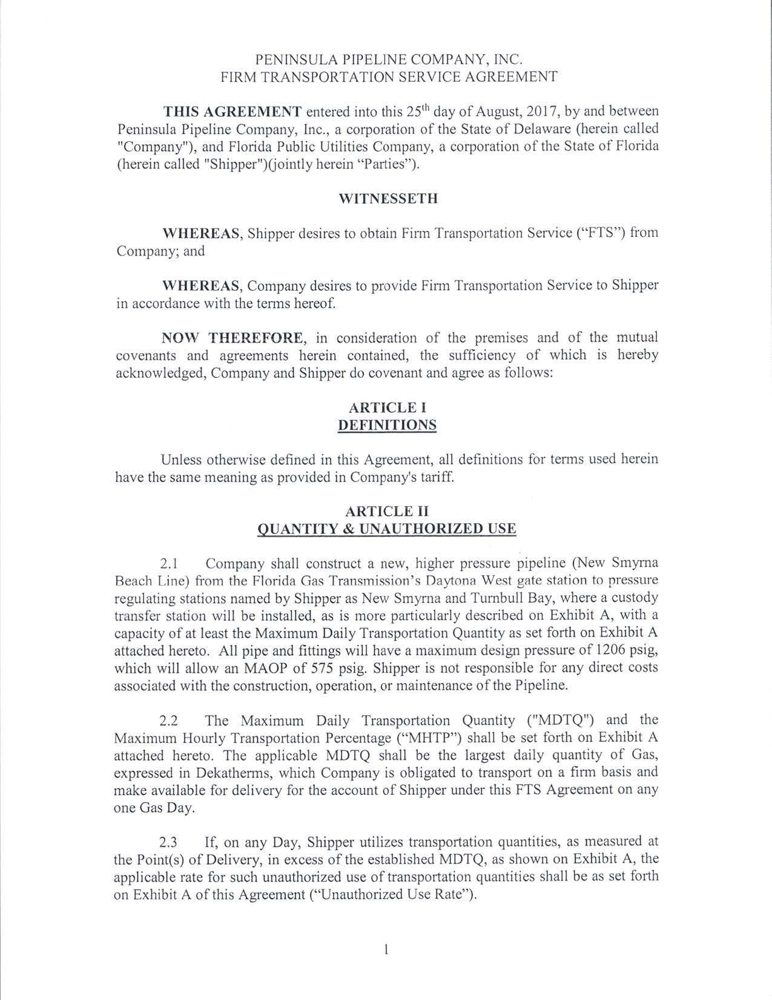 PENINSULA PIPELINE COMPANY, INC.
FIRM TRANSPORTATION SERVICE AGREEMENT
THIS AGREEMENT entered into this 25th day of August, 2017, by and between
Peninsula Pipeline Company, Inc., a corporation of the State of Delaware (herein called
"Company"), and Florida Public Utilities Company, a corporation of the State of Florida
(herein called "Shipper")(jointly herein “Parties”).
WITNESSETH
WHEREAS, Shipper desires to obtain Firm Transportation Service (“FTS”) from
Company; and
WHEREAS, Company desires to provide Firm Transportation Service to Shipper
in accordance with the terms hereof.
NOW THEREFORE, in consideration of the premises and of the mutual
covenants and agreements herein contained, the sufficiency of which is hereby
acknowledged, Company and Shipper do covenant and agree as follows:
ARTICLE I
DEFINITIONS
Unless otherwise defined in this Agreement, all definitions for terms used herein
have the same meaning as provided in Company's tariff.
ARTICLE II
QUANTITY & UNAUTHORIZED USE
2.1 Company shall construct a new, higher pressure pipeline (New Smyrna
Beach Line) from the Florida Gas Transmission’s Daytona West gate station to pressure
regulating stations named by Shipper as New Smyrna and Turnbull Bay, where a custody
transfer station will be installed, as is more particularly described on Exhibit A, with a
capacity of at least the Maximum Daily Transportation Quantity as set forth on Exhibit A
attached hereto. All pipe and fittings will have a maximum design pressure of 1206 psig,
which will allow an MAOP of 575 psig. Shipper is not responsible for any direct costs
associated with the construction, operation, or maintenance of the Pipeline.
2.2 The Maximum Daily Transportation Quantity ("MDTQ") and the
Maximum Hourly Transportation Percentage (“MHTP”) shall be set forth on Exhibit A
attached hereto. The applicable MDTQ shall be the largest daily quantity of Gas,
expressed in Dekatherms, which Company is obligated to transport on a firm basis and
make available for delivery for the account of Shipper under this FTS Agreement on any
one Gas Day.
2.3 If, on any Day, Shipper utilizes transportation quantities, as measured at
the Point(s) of Delivery, in excess of the established MDTQ, as shown on Exhibit A, the
applicable rate for such unauthorized use of transportation quantities shall be as set forth
on Exhibit A of this Agreement (“Unauthorized Use Rate”).
1